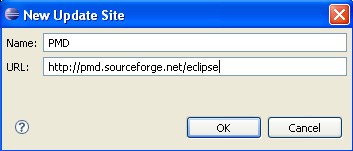 New Update Site
Name: PMD
URL: http://pmd.sourceforge.net/eclipse
? OK Cancel